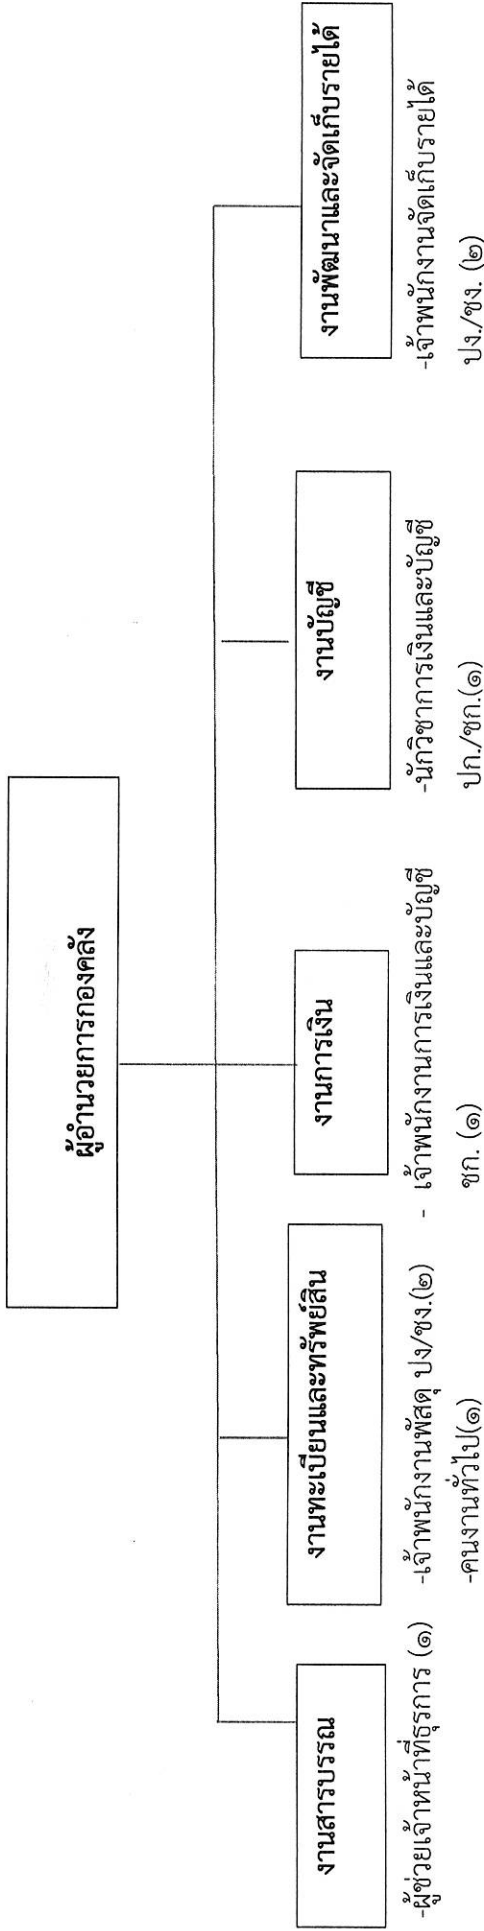 ผู้อำนวยการกองคลัง
งานสารบรรณ
-ผู้ช่วยเจ้าหน้าที่ธุรการ (๑)
งานทะเบียนและทรัพย์สิน
-เจ้าพนักงานพัสดุ ปง/ชง.(๒)
-คนงานทั่วไป(๑)
งานการเงิน
- เจ้าพนักงานการเงินและบัญชี
ชก. (๑)
งานบัญชี
-นักวิชาการเงินและบัญชี
ปก./ชก.(๑)
งานพัฒนาและจัดเก็บรายได้
-เจ้าพนักงานจัดเก็บรายได้
ปง./ชง. (๒)